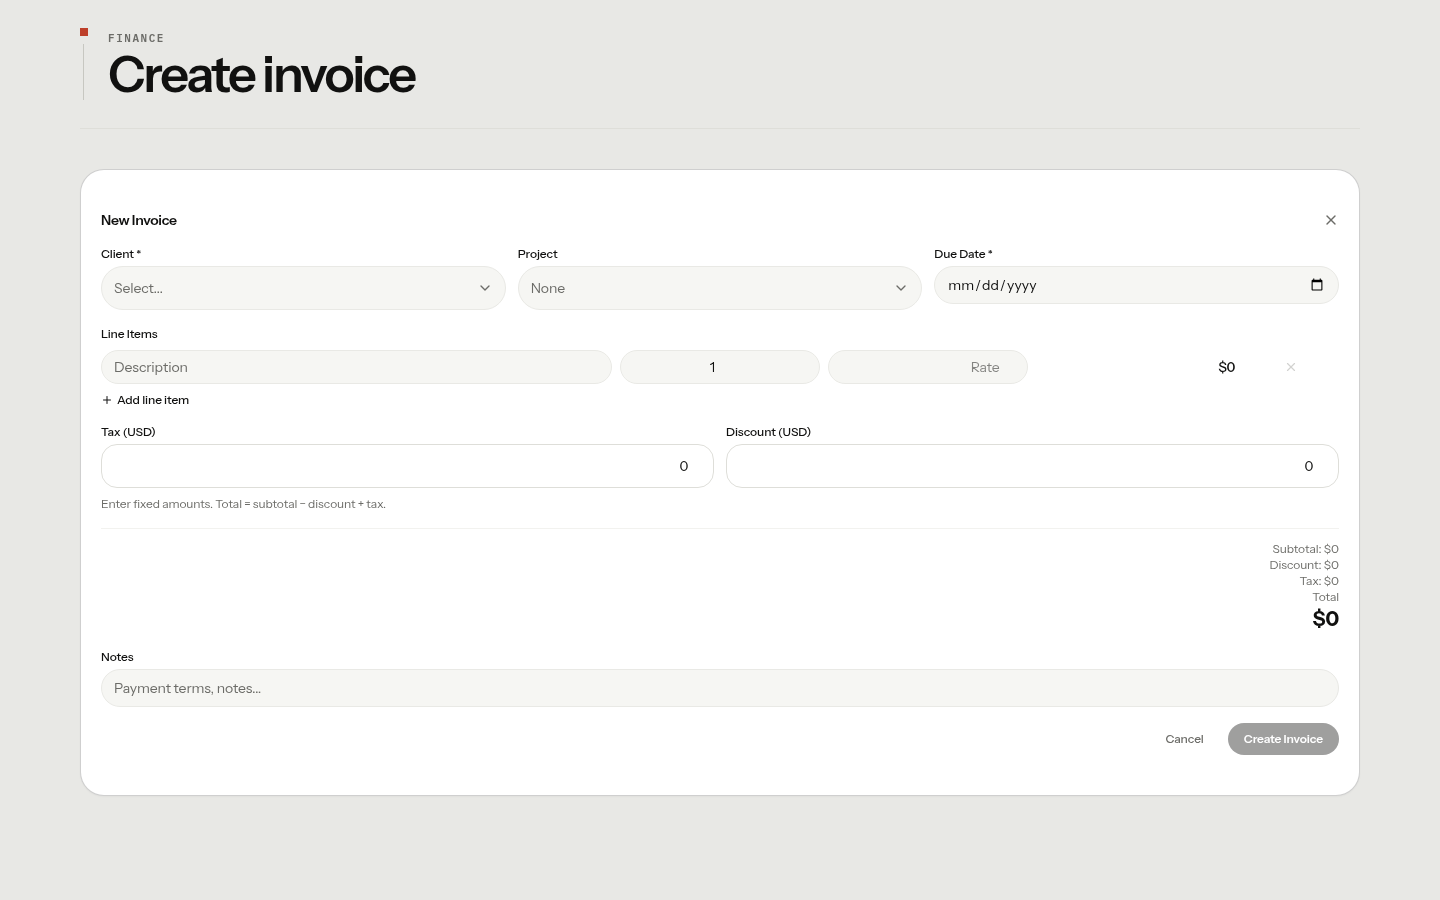 FINANCE
Create invoice
New Invoice
Client *
Project
Due Date *
Select...
None
mm/dd/yyyy
Line Items
Description
1
Rate
$0
Add line item
Tax (USD)
Discount (USD)
0
0
Enter fixed amounts. Total = subtotal − discount + tax.
Subtotal: $0
Discount: $0
Tax: $0
Total
$0
Notes
Payment terms, notes...
Cancel
Create Invoice